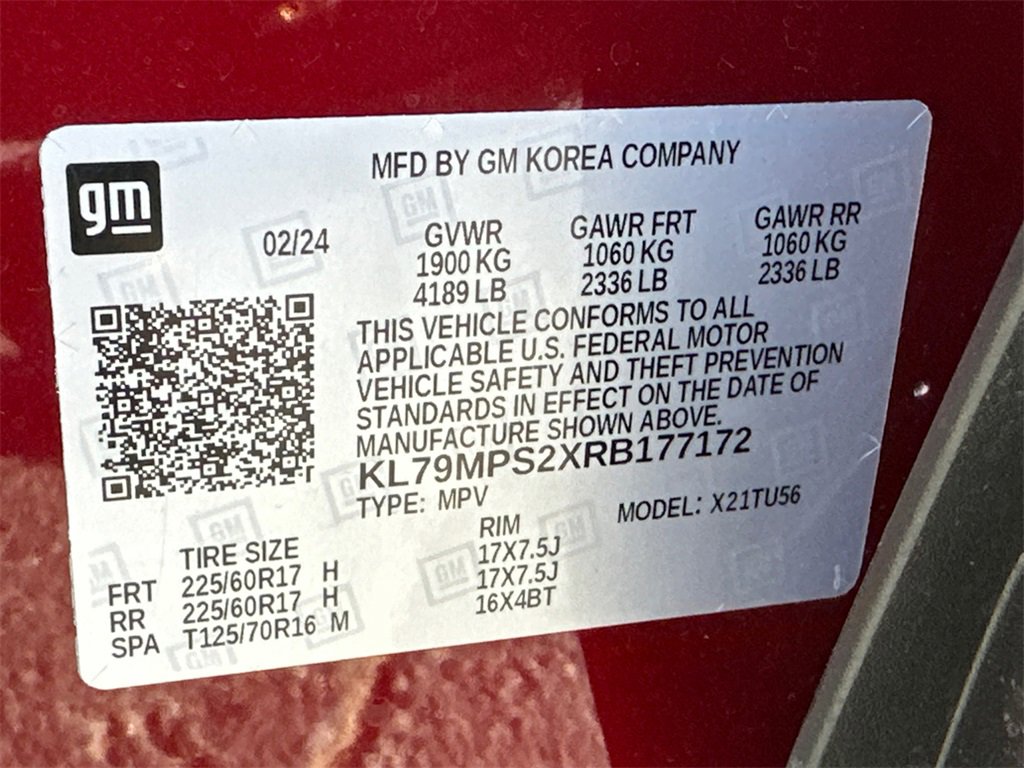 gm
MFD BY GM KOREA COMPANY
02/24
GVWR GAWR FRT GAWR RR
1900 KG 1060 KG 1060 KG
4189 LB 2336 LB 2336 LB
THIS VEHICLE CONFORMS TO ALL
APPLICABLE U.S. FEDERAL MOTOR
VEHICLE SAFETY AND THEFT PREVENTION
STANDARDS IN EFFECT ON THE DATE OF
MANUFACTURE SHOWN ABOVE.
KL79MPS2XRB177172
TYPE: MPV MODEL: X21TU56
TIRE SIZE RIM
FRT 225/60R17 H 17X7.5J
RR 225/60R17 H 17X7.5J
SPA T125/70R16 M 16X4BT